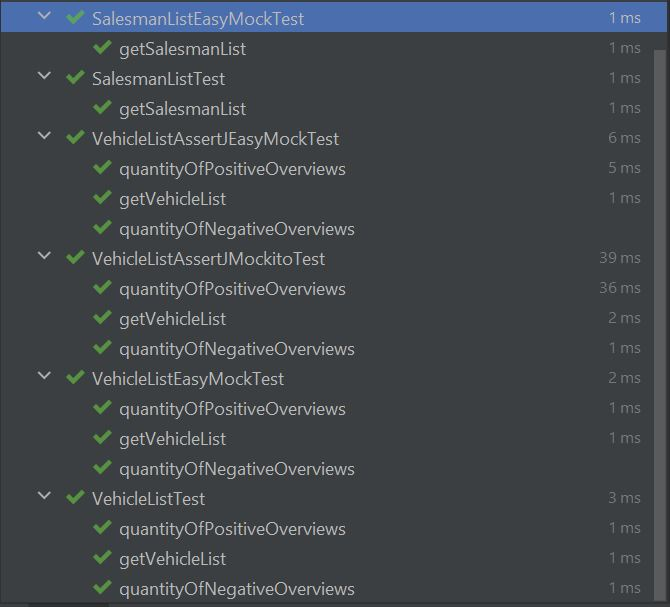 SalesmanListEasyMockTest 1 ms
getSalesmanList 1 ms
SalesmanListTest 1 ms
getSalesmanList 1 ms
VehicleListAssertJEasyMockTest 6 ms
quantityOfPositiveOverviews 5 ms
getVehicleList 1 ms
quantityOfNegativeOverviews
VehicleListAssertJMockitoTest 39 ms
quantityOfPositiveOverviews 36 ms
getVehicleList 2 ms
quantityOfNegativeOverviews 1 ms
VehicleListEasyMockTest 2 ms
quantityOfPositiveOverviews 1 ms
getVehicleList 1 ms
quantityOfNegativeOverviews
VehicleListTest 3 ms
quantityOfPositiveOverviews 1 ms
getVehicleList 1 ms
quantityOfNegativeOverviews 1 ms